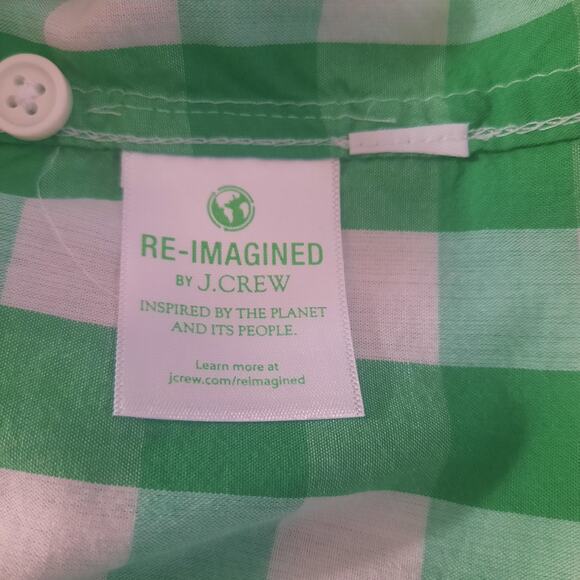 RE-IMAGINED
BY J.CREW
INSPIRED BY THE PLANET
AND ITS PEOPLE.
Learn more at
jcrew.com/reimagined